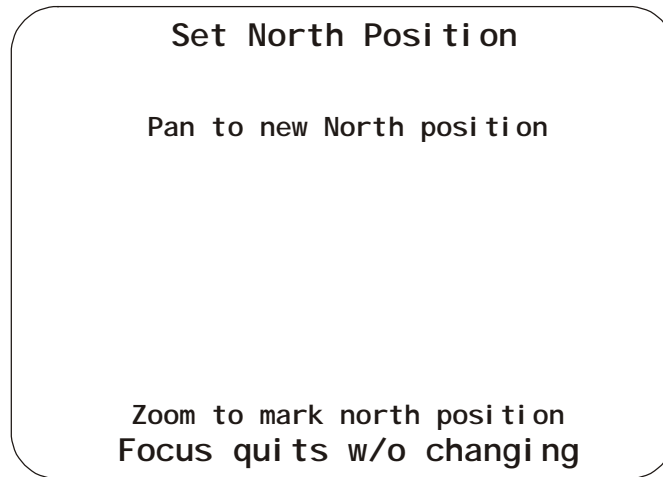 Set North Position
Pan to new North position
Zoom to mark north position
Focus quits w/o changing